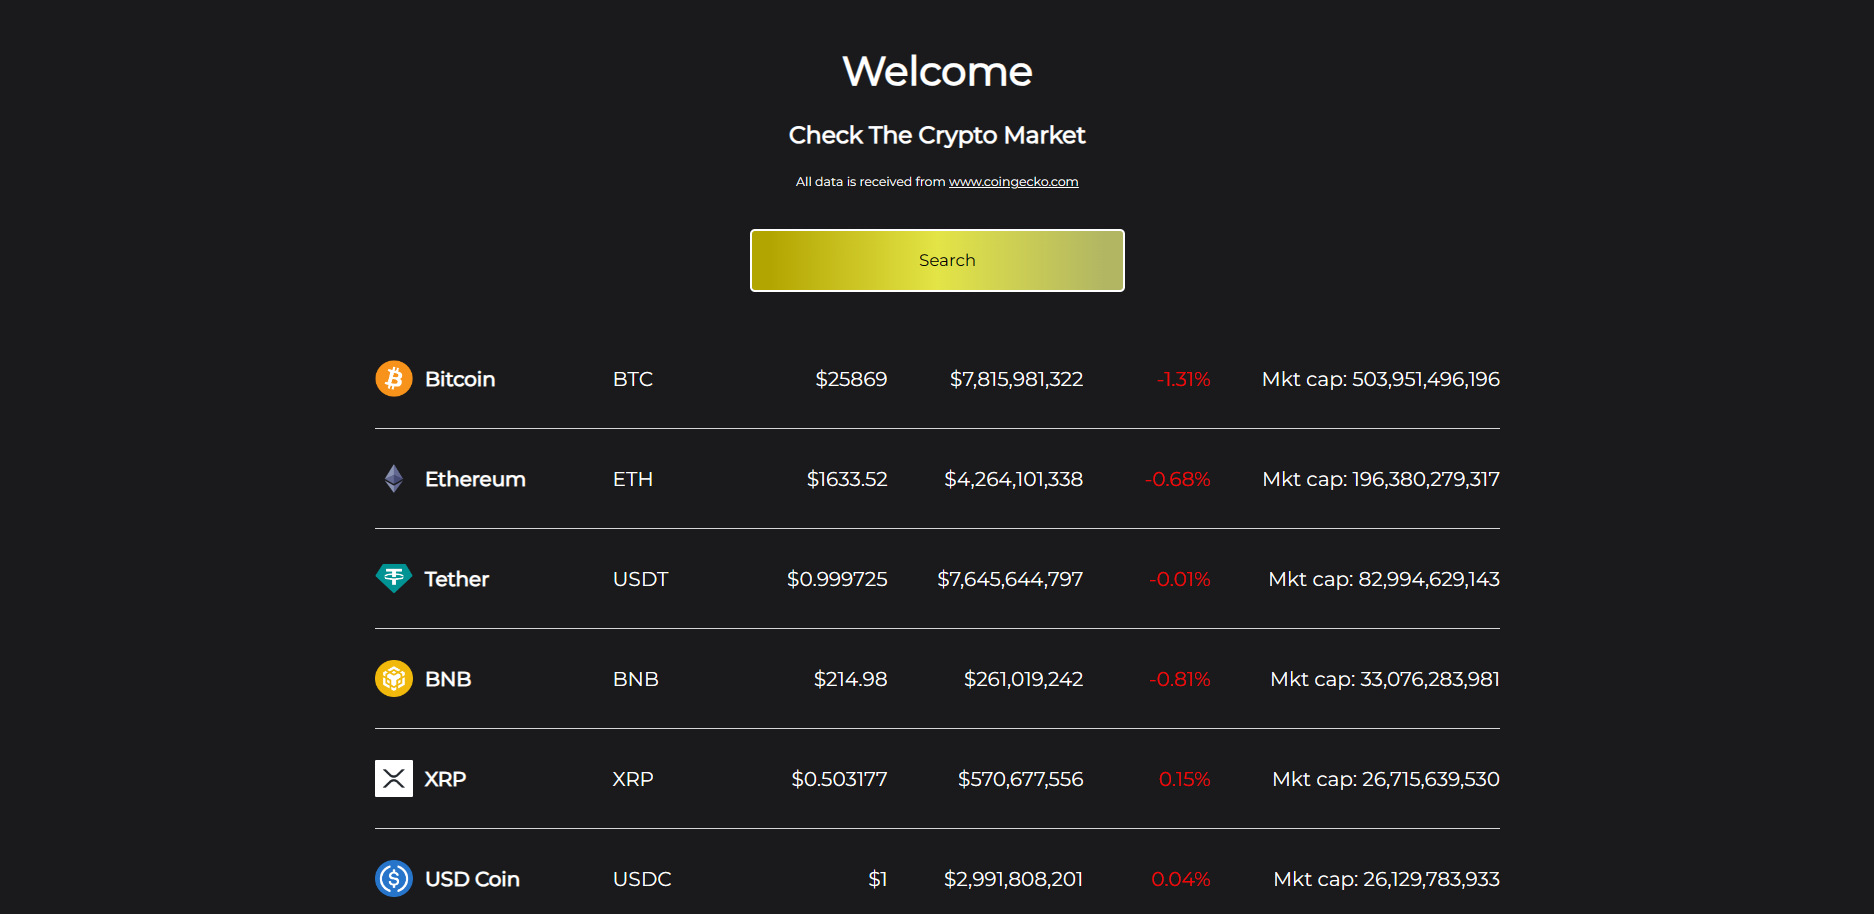 Welcome
Check The Crypto Market
All data is received from www.coingecko.com
Search
Bitcoin BTC $25869 $7,815,981,322 -1.31% Mkt cap: 503,951,496,196
Ethereum ETH $1633.52 $4,264,101,338 -0.68% Mkt cap: 196,380,279,317
Tether USDT $0.999725 $7,645,644,797 -0.01% Mkt cap: 82,994,629,143
BNB BNB $214.98 $261,019,242 -0.81% Mkt cap: 33,076,283,981
XRP XRP $0.503177 $570,677,556 0.15% Mkt cap: 26,715,639,530
USD Coin USDC $1 $2,991,808,201 0.04% Mkt cap: 26,129,783,933